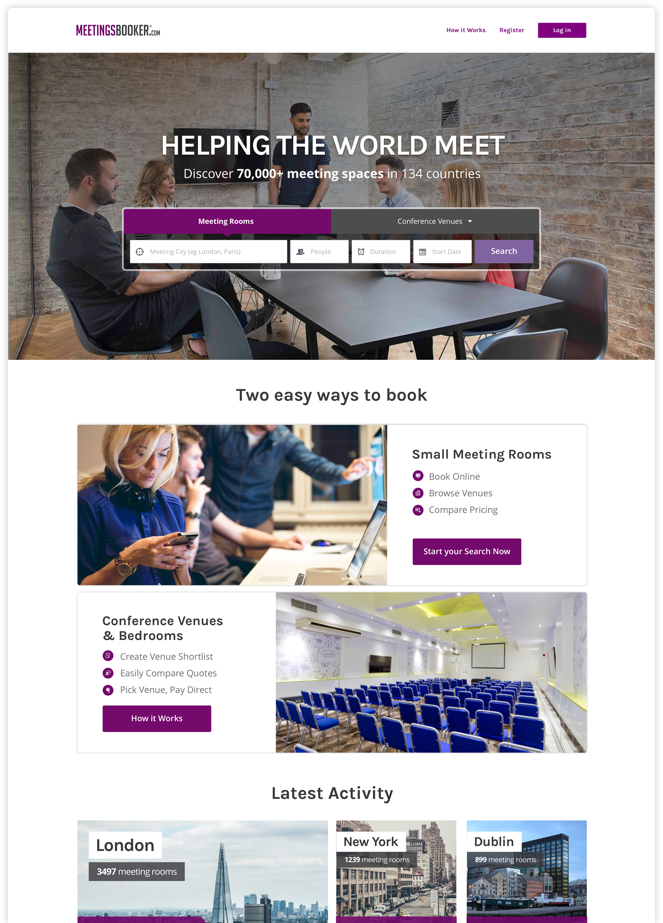 MEETINGSBOOKER.COM
How it Works
Register
Log in
HELPING THE WORLD MEET
Discover 70,000+ meeting spaces in 134 countries
Meeting Rooms
Conference Venues
Meeting City (eg London, Paris)
People
Duration
Start Date
Search
Two easy ways to book
Small Meeting Rooms
Book Online
Browse Venues
Compare Pricing
Start your Search Now
Conference Venues
& Bedrooms
Create Venue Shortlist
Easily Compare Quotes
Pick Venue, Pay Direct
How it Works
Latest Activity
London
3497 meeting rooms
New York
1239 meeting rooms
Dublin
899 meeting rooms